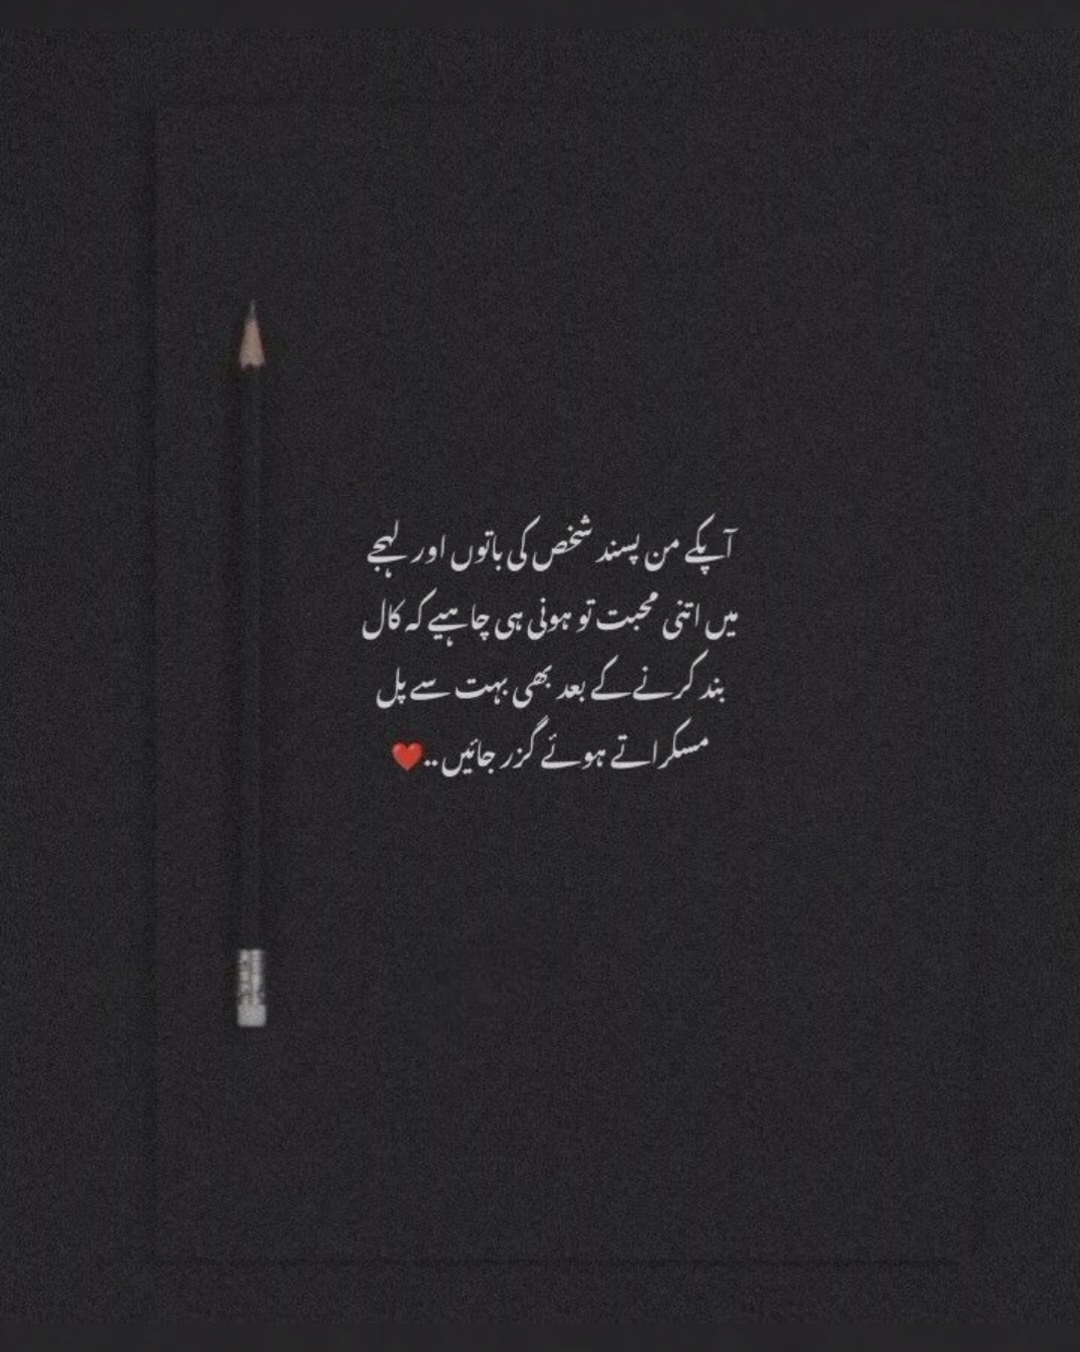 آپکے من پسند شخص کی باتوں اور لہجے
میں اتنی محبت تو ہونی ہی چاہیے کہ کال
بند کرنے کے بعد بھی بہت سے پل
مسکراتے ہوئے گزر جائیں..❤️